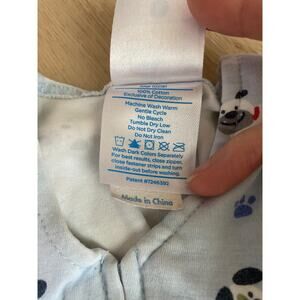 100% Cotton
Exclusive of Decoration
Machine Wash Warm
Gentle Cycle
No Bleach
Tumble Dry Low
Do Not Dry Clean
Do Not Iron
Wash Dark Colors Separately
For best results, close zipper,
close fastener strips and turn
inside-out before washing.
Patent #7246392
Made in China